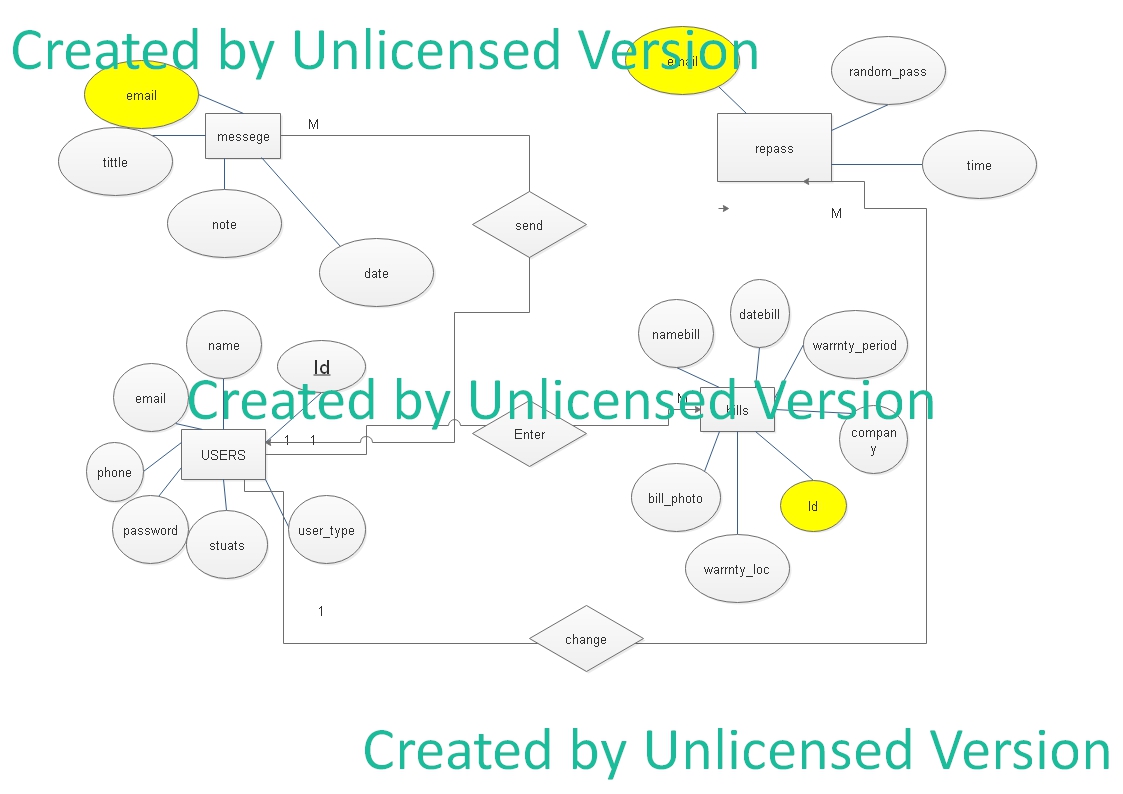 Created by Unlicensed Version
email
email
random_pass
messege
M
repass
tittle
time
note
send
M
date
name
datebill
namebill
warrnty_period
Id
email
Created by Unlicensed Version
M
bills
Enter
1 1
compan
y
USERS
phone
bill_photo
Id
password
user_type
stuats
warrnty_loc
1
change
Created by Unlicensed Version